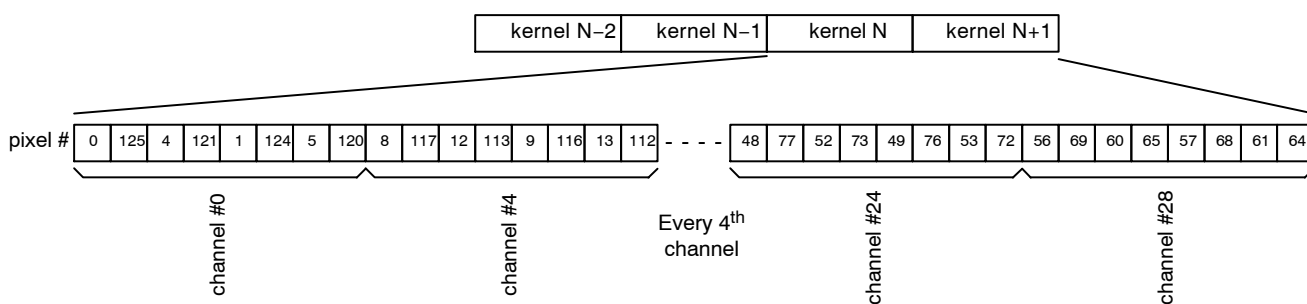 kernel N−2 kernel N−1 kernel N kernel N+1
pixel # 0 125 4 121 1 124 5 120 8 117 12 113 9 116 13 112 - - - - 48 77 52 73 49 76 53 72 56 69 60 65 57 68 61 64
channel #0
channel #4
Every 4th
channel
channel #24
channel #28